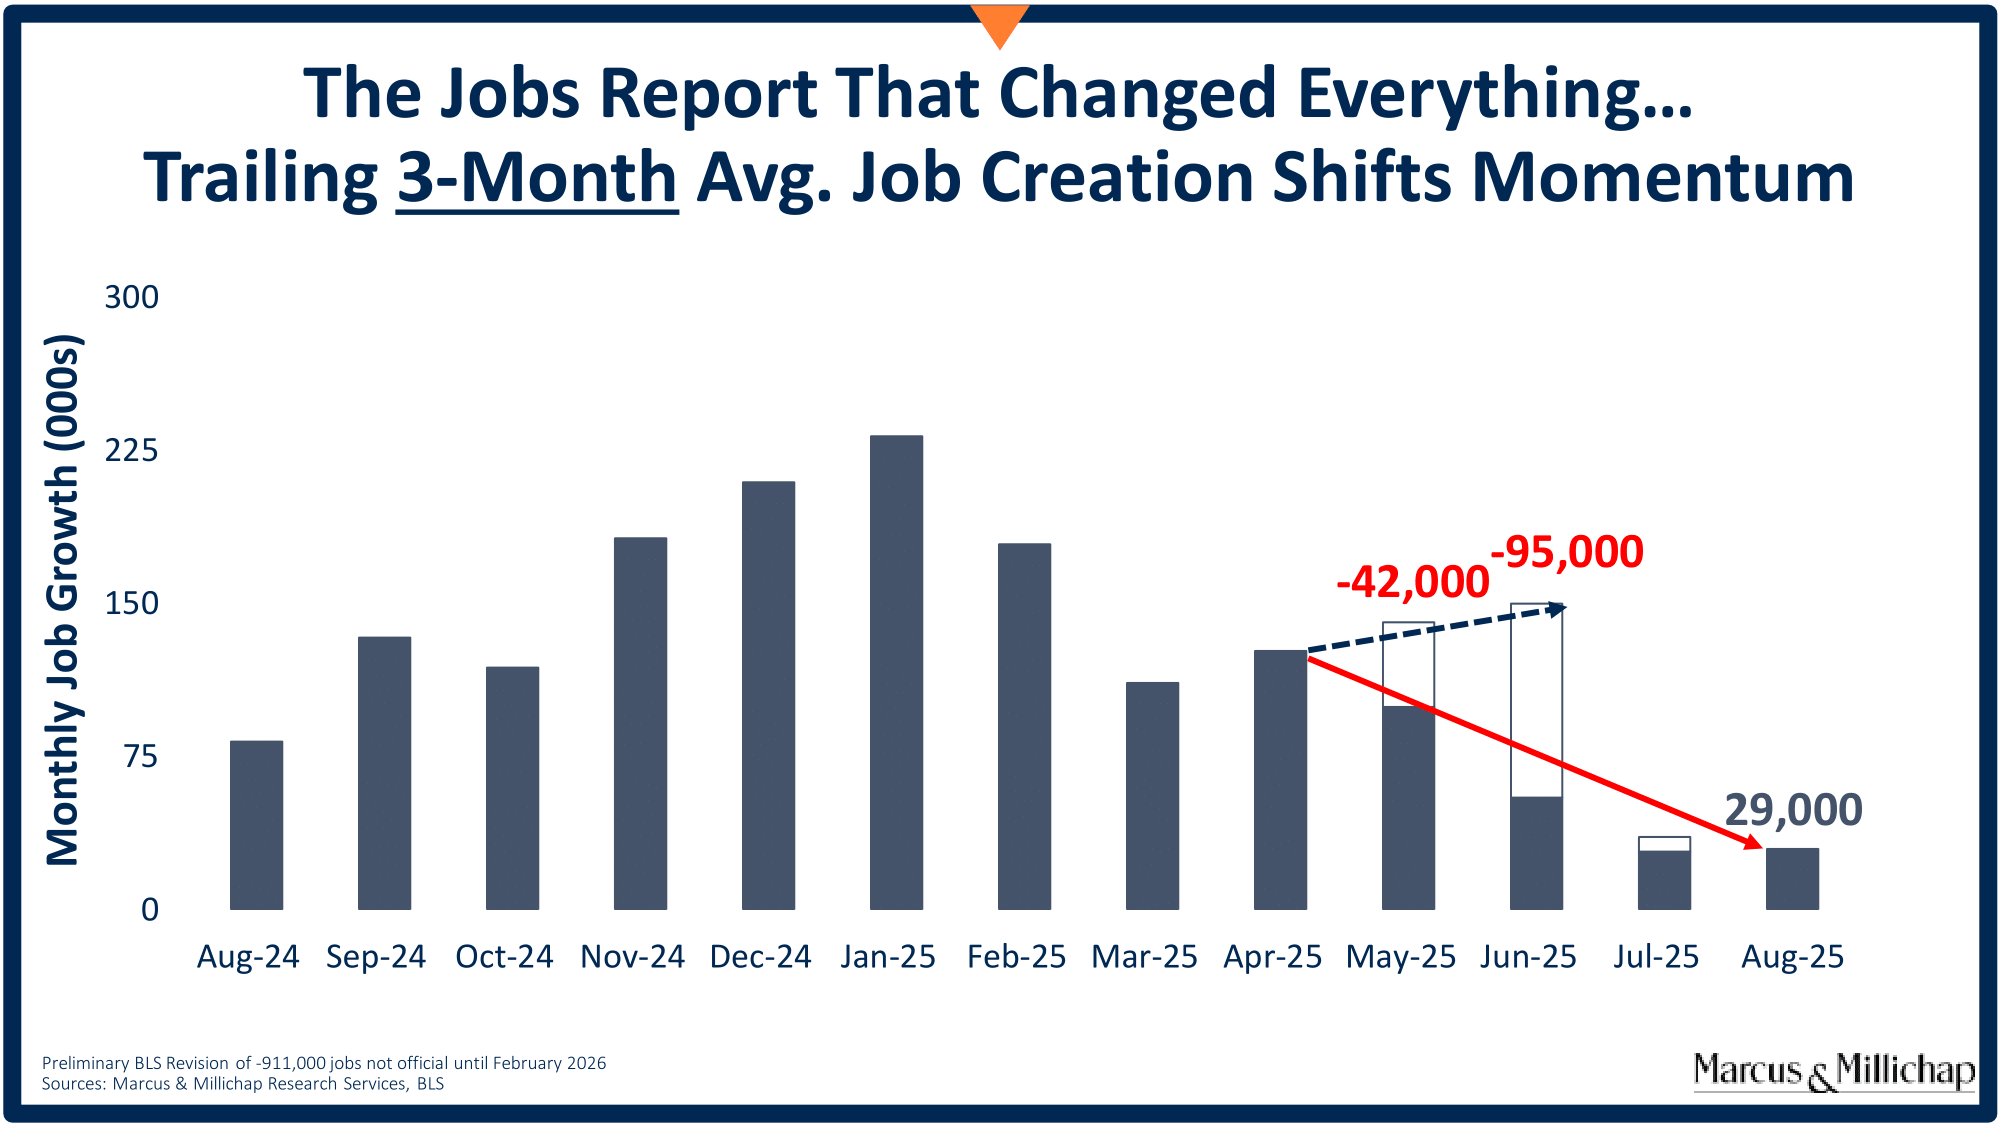 The Jobs Report That Changed Everything...
Trailing 3-Month Avg. Job Creation Shifts Momentum
Monthly Job Growth (000s)
300
225
150
75
0
-42,000
-95,000
29,000
Aug-24 Sep-24 Oct-24 Nov-24 Dec-24 Jan-25 Feb-25 Mar-25 Apr-25 May-25 Jun-25 Jul-25 Aug-25
Preliminary BLS Revision of -911,000 jobs not official until February 2026
Sources: Marcus & Millichap Research Services, BLS
Marcus & Millichap